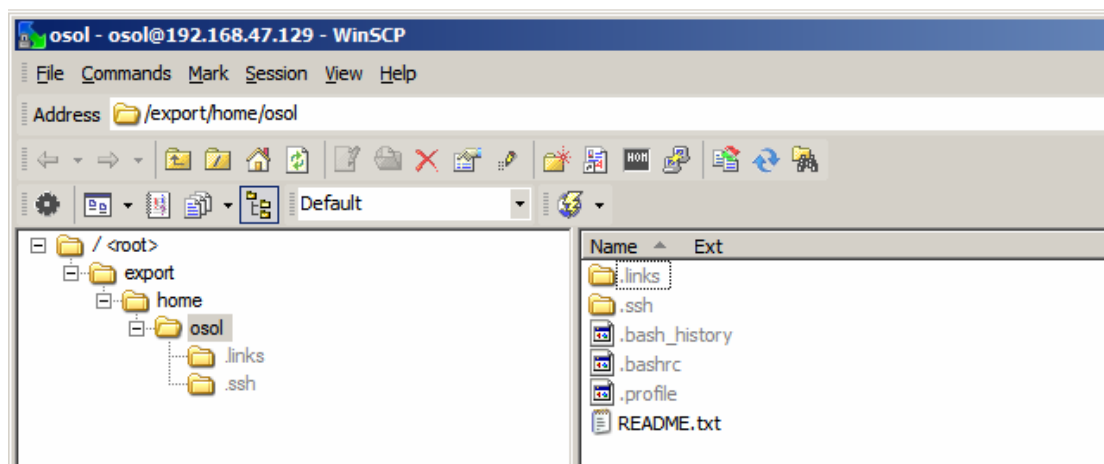 osol - osol@192.168.47.129 - WinSCP
File Commands Mark Session View Help
Address /export/home/osol
Default
/ <root>
export
home
osol
.links
.ssh
Name Ext
.links
.ssh
.bash_history
.bashrc
.profile
README.txt